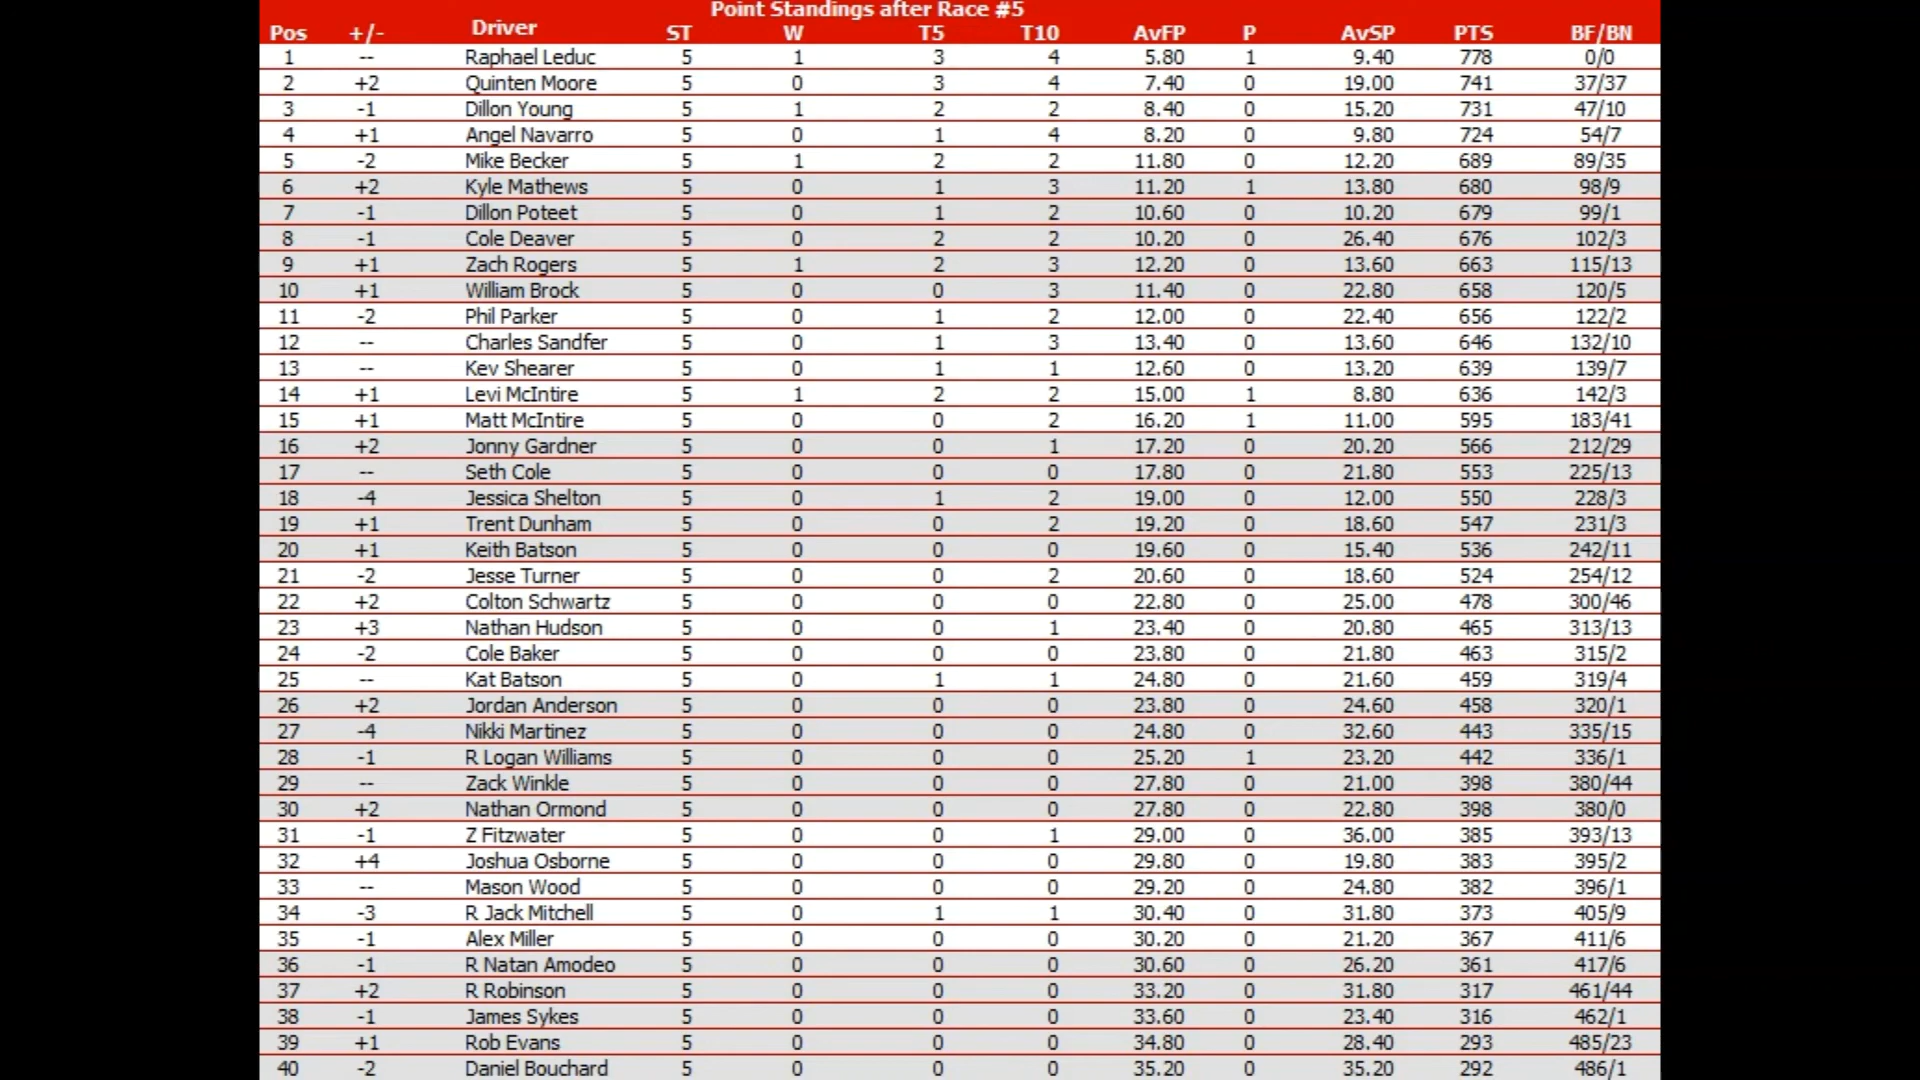 Point Standings after Race #5
Pos +/- Driver ST W T5 T10 AvFP P AvSP PTS BF/BN
1 -- Raphael Leduc 5 1 3 4 5.80 1 9.40 778 0/0
2 +2 Quinten Moore 5 0 3 4 7.40 0 19.00 741 37/37
3 -1 Dillon Young 5 1 2 2 8.40 0 15.20 731 47/10
4 +1 Angel Navarro 5 0 1 4 8.20 0 9.80 724 54/7
5 -2 Mike Becker 5 1 2 2 11.80 0 12.20 689 89/35
6 +2 Kyle Mathews 5 0 1 3 11.20 1 13.80 680 98/9
7 -1 Dillon Poteet 5 0 1 2 10.60 0 10.20 679 99/1
8 -1 Cole Deaver 5 0 2 2 10.20 0 26.40 676 102/3
9 +1 Zach Rogers 5 1 2 3 12.20 0 13.60 663 115/13
10 +1 William Brock 5 0 0 3 11.40 0 22.80 658 120/5
11 -2 Phil Parker 5 0 1 2 12.00 0 22.40 656 122/2
12 -- Charles Sandfer 5 0 1 3 13.40 0 13.60 646 132/10
13 -- Kev Shearer 5 0 1 1 12.60 0 13.20 639 139/7
14 +1 Levi McIntire 5 1 2 2 15.00 1 8.80 636 142/3
15 +1 Matt McIntire 5 0 0 2 16.20 1 11.00 595 183/41
16 +2 Jonny Gardner 5 0 0 1 17.20 0 20.20 566 212/29
17 -- Seth Cole 5 0 0 0 17.80 0 21.80 553 225/13
18 -4 Jessica Shelton 5 0 1 2 19.00 0 12.00 550 228/3
19 +1 Trent Dunham 5 0 0 2 19.20 0 18.60 547 231/3
20 +1 Keith Batson 5 0 0 0 19.60 0 15.40 536 242/11
21 -2 Jesse Turner 5 0 0 2 20.60 0 18.60 524 254/12
22 +2 Colton Schwartz 5 0 0 0 22.80 0 25.00 478 300/46
23 +3 Nathan Hudson 5 0 0 1 23.40 0 20.80 465 313/13
24 -2 Cole Baker 5 0 0 0 23.80 0 21.80 463 315/2
25 -- Kat Batson 5 0 1 1 24.80 0 21.60 459 319/4
26 +2 Jordan Anderson 5 0 0 0 23.80 0 24.60 458 320/1
27 -4 Nikki Martinez 5 0 0 0 24.80 0 32.60 443 335/15
28 -1 R Logan Williams 5 0 0 0 25.20 1 23.20 442 336/1
29 -- Zack Winkle 5 0 0 0 27.80 0 21.00 398 380/44
30 +2 Nathan Ormond 5 0 0 0 27.80 0 22.80 398 380/0
31 -1 Z Fitzwater 5 0 0 1 29.00 0 36.00 385 393/13
32 +4 Joshua Osborne 5 0 0 0 29.80 0 19.80 383 395/2
33 -- Mason Wood 5 0 0 0 29.20 0 24.80 382 396/1
34 -3 R Jack Mitchell 5 0 1 1 30.40 0 31.80 373 405/9
35 -1 Alex Miller 5 0 0 0 30.20 0 21.20 367 411/6
36 -1 R Natan Amodeo 5 0 0 0 30.60 0 26.20 361 417/6
37 +2 R Robinson 5 0 0 0 33.20 0 31.80 317 461/44
38 -1 James Sykes 5 0 0 0 33.60 0 23.40 316 462/1
39 +1 Rob Evans 5 0 0 0 34.80 0 28.40 293 485/23
40 -2 Daniel Bouchard 5 0 0 0 35.20 0 35.20 292 486/1